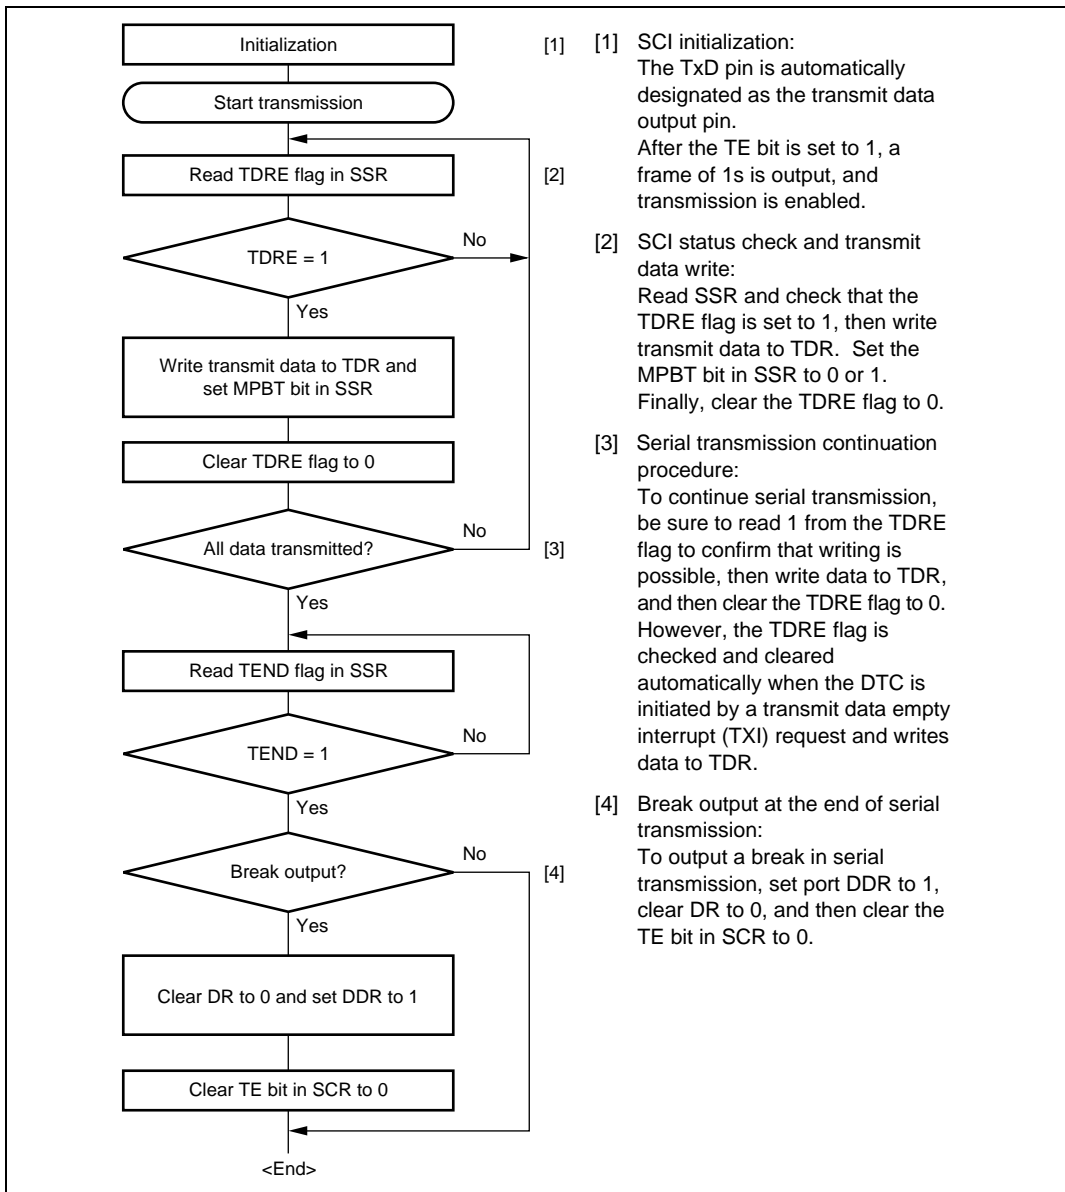 Initialization
[1]
Start transmission
Read TDRE flag in SSR
[2]
TDRE = 1
No
Yes
Write transmit data to TDR and
set MPBT bit in SSR
Clear TDRE flag to 0
All data transmitted?
No
[3]
Yes
Read TEND flag in SSR
TEND = 1
No
Yes
Break output?
No
[4]
Yes
Clear DR to 0 and set DDR to 1
Clear TE bit in SCR to 0
<End>
[1] SCI initialization:
The TxD pin is automatically
designated as the transmit data
output pin.
After the TE bit is set to 1, a
frame of 1s is output, and
transmission is enabled.
[2] SCI status check and transmit
data write:
Read SSR and check that the
TDRE flag is set to 1, then write
transmit data to TDR. Set the
MPBT bit in SSR to 0 or 1.
Finally, clear the TDRE flag to 0.
[3] Serial transmission continuation
procedure:
To continue serial transmission,
be sure to read 1 from the TDRE
flag to confirm that writing is
possible, then write data to TDR,
and then clear the TDRE flag to 0.
However, the TDRE flag is
checked and cleared
automatically when the DTC is
initiated by a transmit data empty
interrupt (TXI) request and writes
data to TDR.
[4] Break output at the end of serial
transmission:
To output a break in serial
transmission, set port DDR to 1,
clear DR to 0, and then clear the
TE bit in SCR to 0.